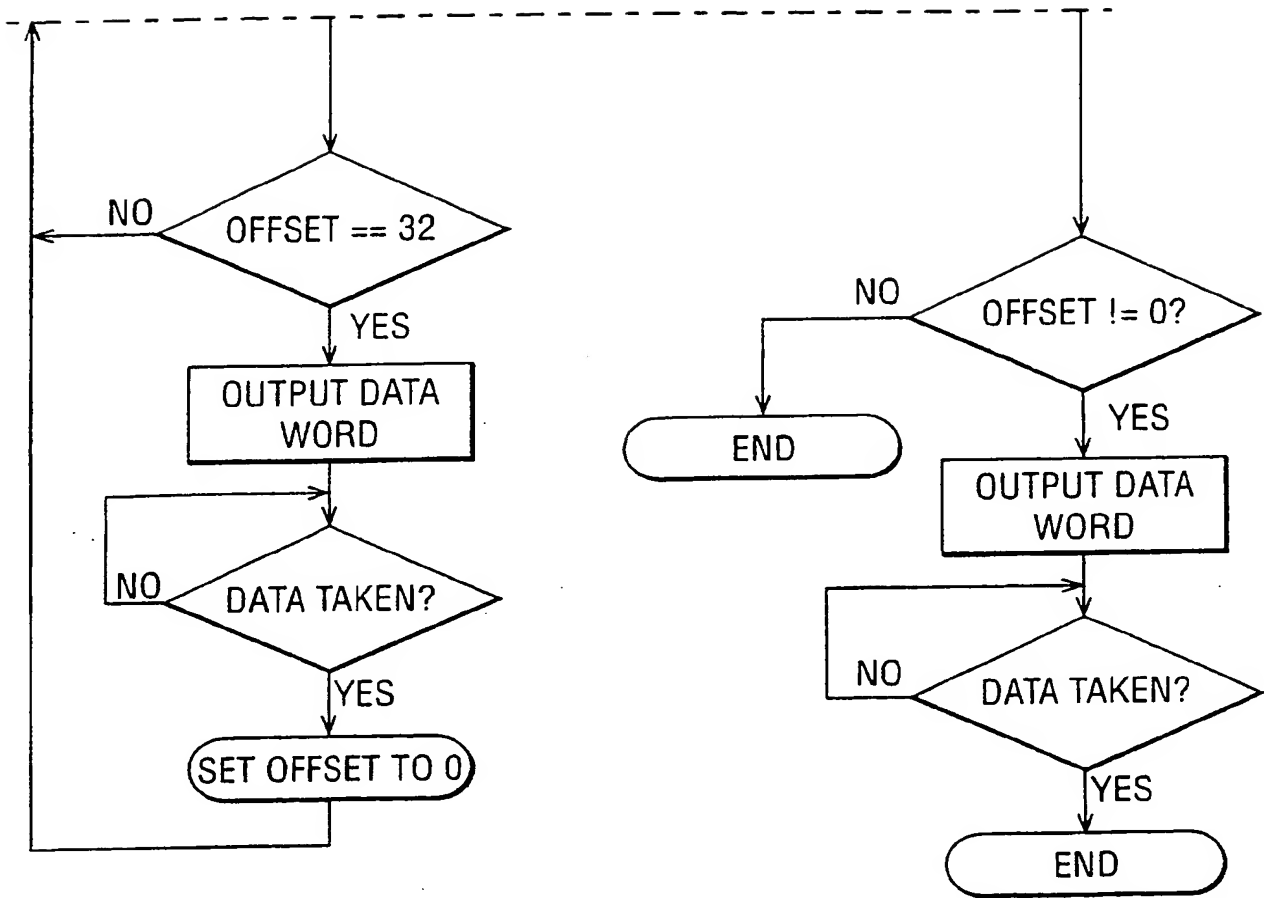 NO
OFFSET == 32
YES
OUTPUT DATA
WORD
NO
DATA TAKEN?
YES
SET OFFSET TO 0
NO
OFFSET != 0?
YES
END
OUTPUT DATA
WORD
NO
DATA TAKEN?
YES
END